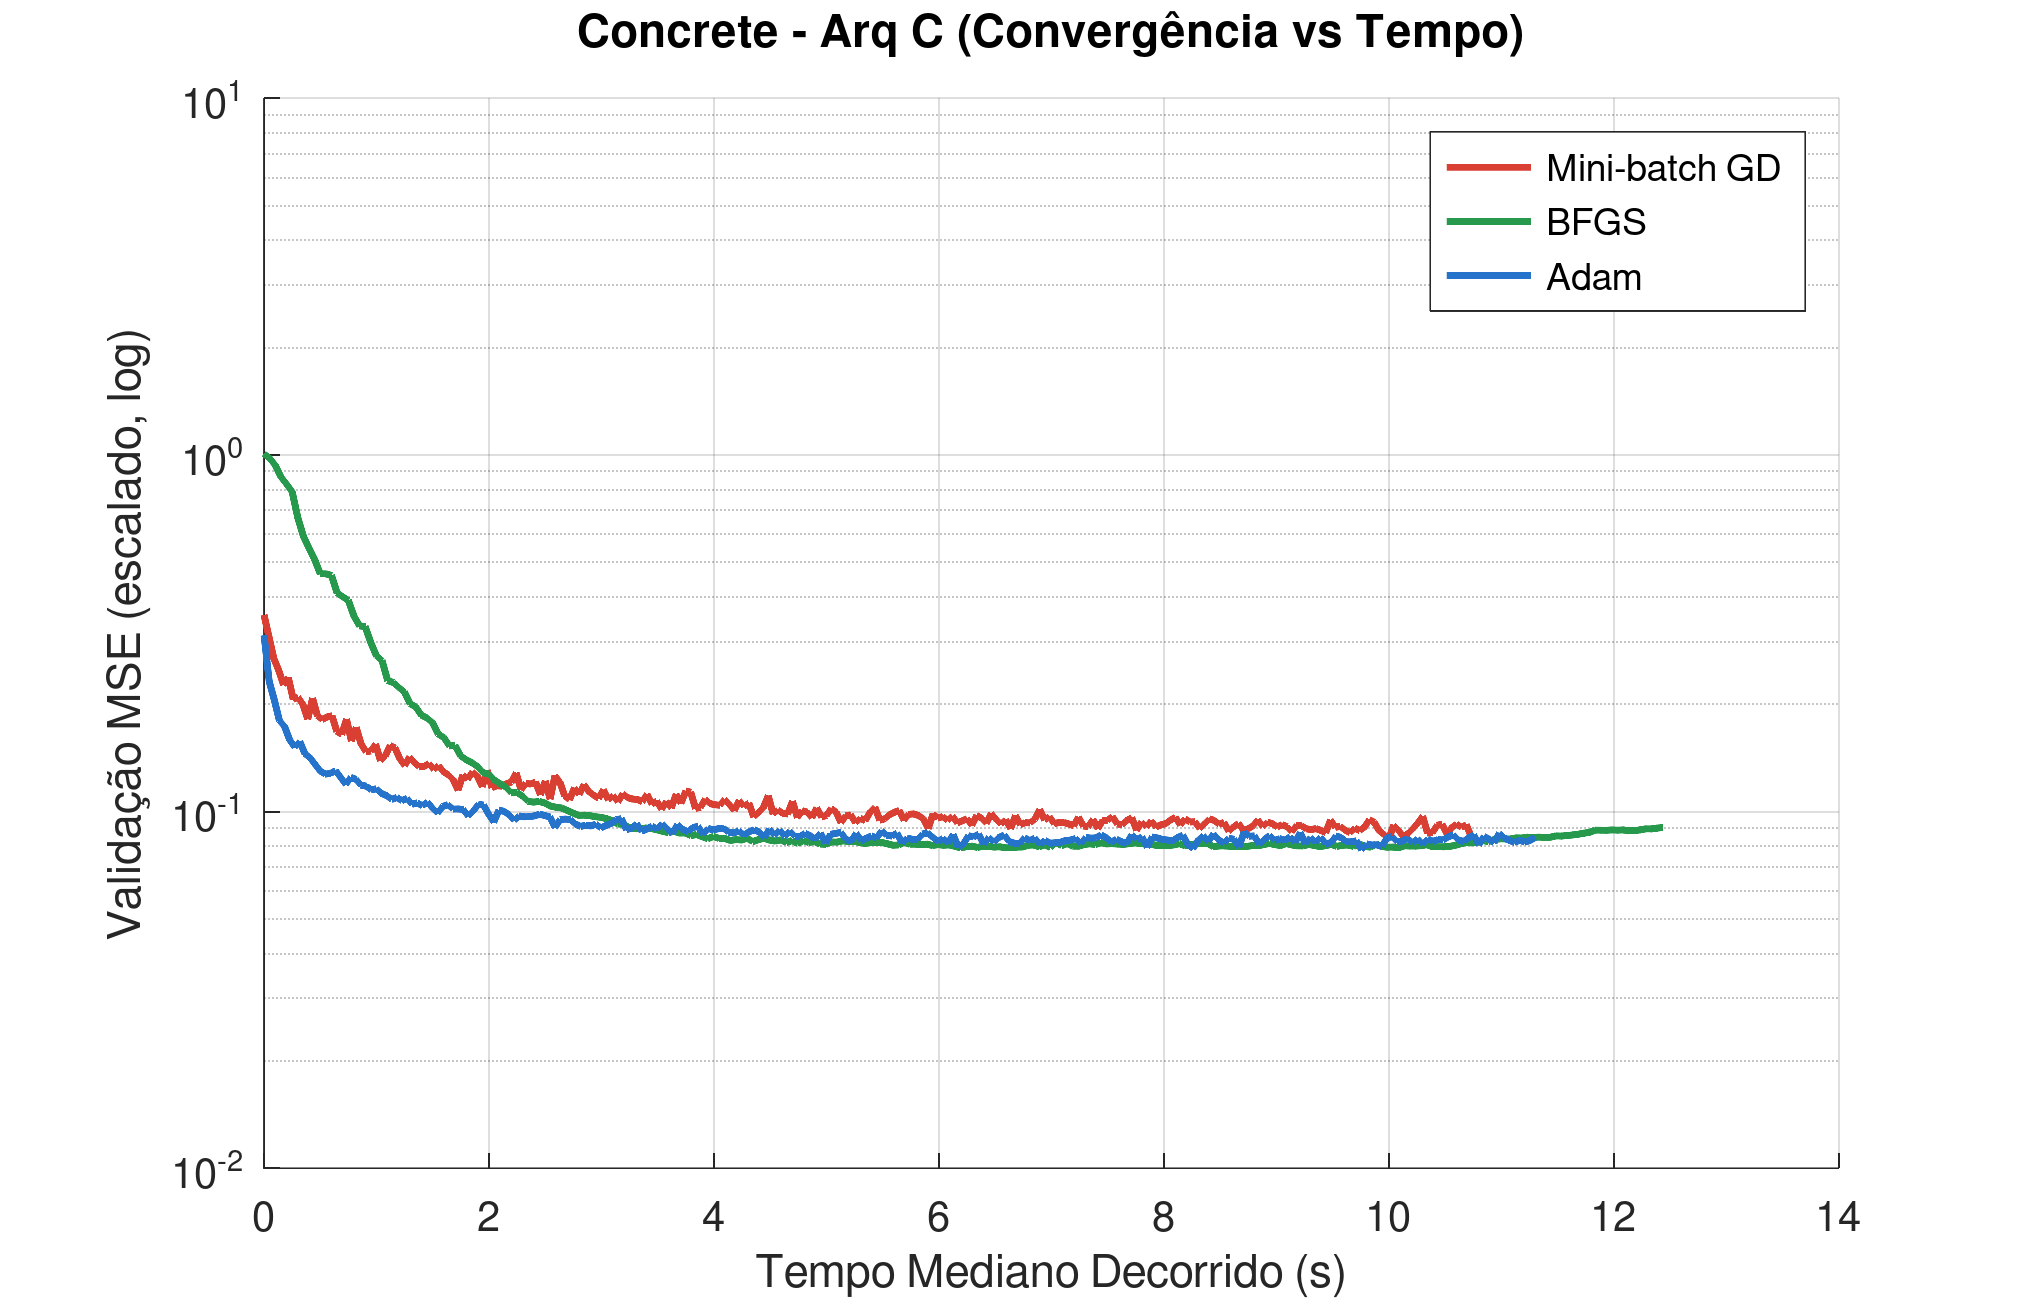 Concrete - Arq C (Convergência vs Tempo)
10^1
10^0
10^-1
10^-2
Validação MSE (escalado, log)
Mini-batch GD
BFGS
Adam
0 2 4 6 8 10 12 14
Tempo Mediano Decorrido (s)